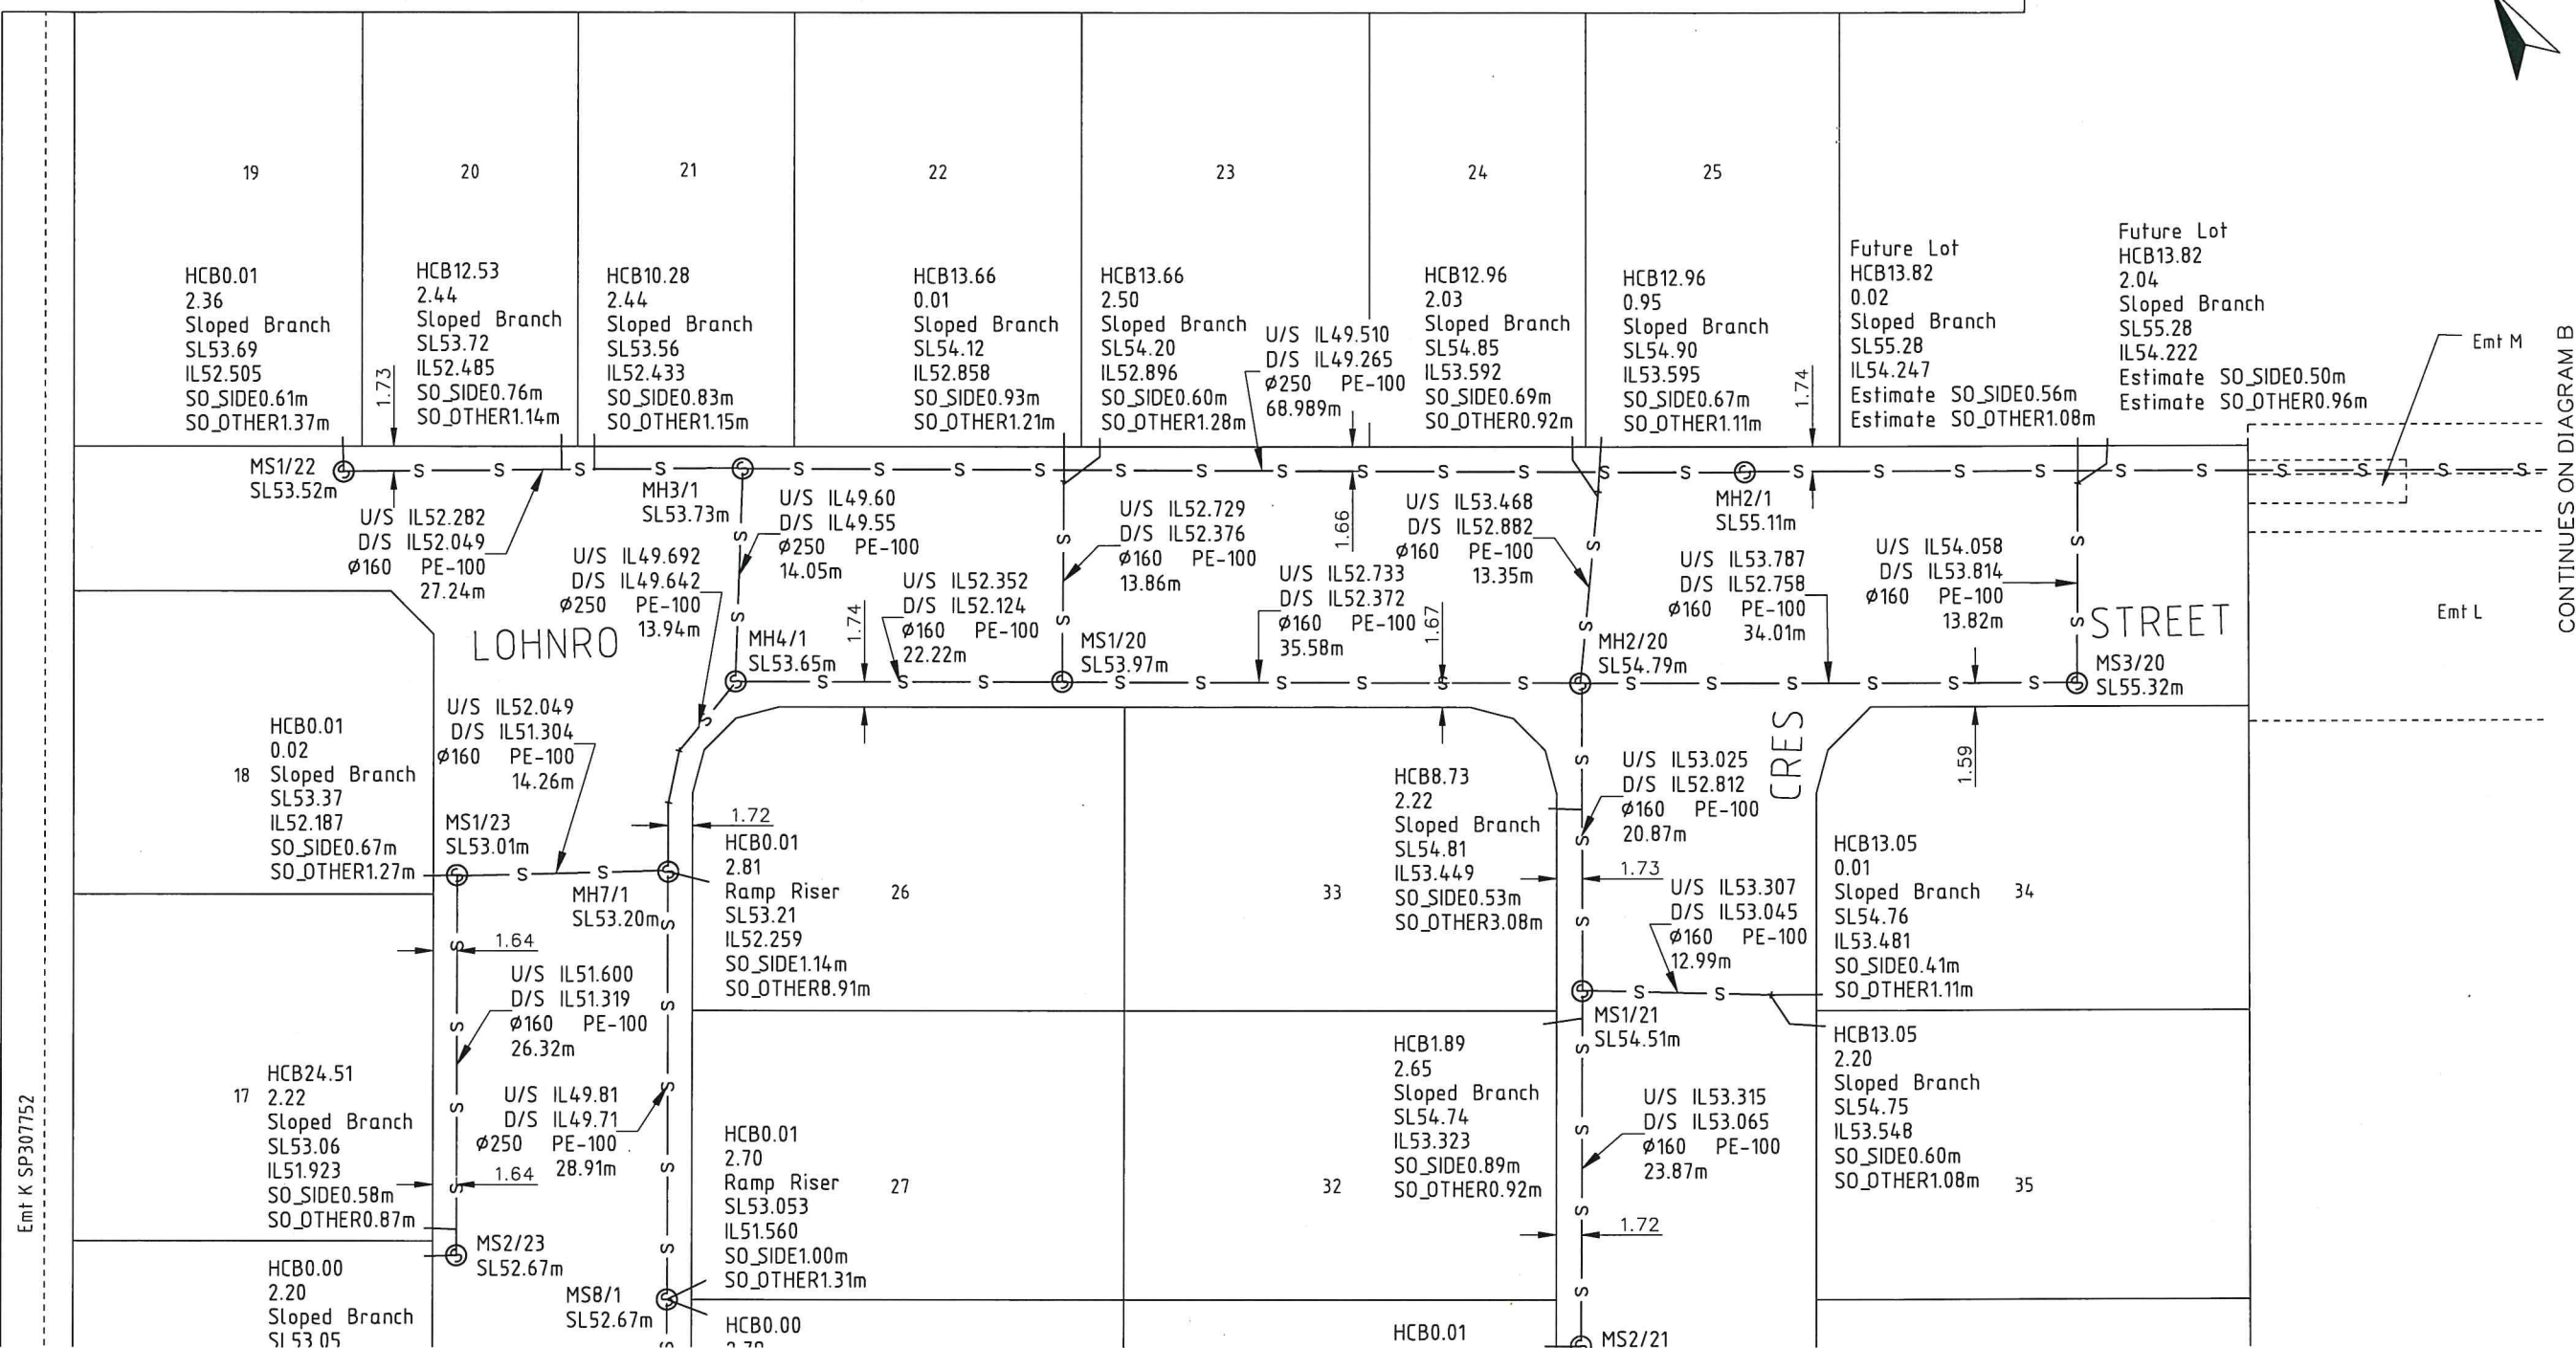 19
20
21
22
23
24
25
HCB0.01
2.36
Sloped Branch
SL53.69
IL52.505
SO_SIDE0.61m
SO_OTHER1.37m
HCB12.53
2.44
Sloped Branch
SL53.72
IL52.485
SO_SIDE0.76m
SO_OTHER1.14m
HCB10.28
2.44
Sloped Branch
SL53.56
IL52.433
SO_SIDE0.83m
SO_OTHER1.15m
HCB13.66
0.01
Sloped Branch
SL54.12
IL52.858
SO_SIDE0.93m
SO_OTHER1.21m
HCB13.66
2.50
Sloped Branch
SL54.20
IL52.896
SO_SIDE0.60m
SO_OTHER1.28m
U/S IL49.510
D/S IL49.265
Ø250 PE-100
68.989m
HCB12.96
2.03
Sloped Branch
SL54.85
IL53.592
SO_SIDE0.69m
SO_OTHER0.92m
HCB12.96
0.95
Sloped Branch
SL54.90
IL53.595
SO_SIDE0.67m
SO_OTHER1.11m
Future Lot
HCB13.82
0.02
Sloped Branch
SL55.28
IL54.247
Estimate SO_SIDE0.56m
Estimate SO_OTHER1.08m
Future Lot
HCB13.82
2.04
Sloped Branch
SL55.28
IL54.222
Estimate SO_SIDE0.50m
Estimate SO_OTHER0.96m
Emt M
CONTINUES ON DIAGRAM B
1.73
1.74
MS1/22
SL53.52m
U/S IL52.282
D/S IL52.049
Ø160 PE-100
27.24m
MH3/1
SL53.73m
U/S IL49.60
D/S IL49.55
Ø250 PE-100
14.05m
U/S IL49.692
D/S IL49.642
Ø250 PE-100
13.94m
U/S IL52.352
D/S IL52.124
Ø160 PE-100
22.22m
U/S IL52.729
D/S IL52.376
Ø160 PE-100
13.86m
1.66
U/S IL52.733
D/S IL52.372
Ø160 PE-100
35.58m
U/S IL53.468
D/S IL52.882
Ø160 PE-100
13.35m
MH2/1
SL55.11m
U/S IL53.787
D/S IL52.758
Ø160 PE-100
34.01m
U/S IL54.058
D/S IL53.814
Ø160 PE-100
13.82m
Emt L
LOHNRO
STREET
MH4/1
SL53.65m
1.74
MS1/20
SL53.97m
1.67
MH2/20
SL54.79m
MS3/20
SL55.32m
CRES
1.59
18
HCB0.01
0.02
Sloped Branch
SL53.37
IL52.187
SO_SIDE0.67m
SO_OTHER1.27m
U/S IL52.049
D/S IL51.304
Ø160 PE-100
14.26m
MS1/23
SL53.01m
1.72
MH7/1
SL53.20m
HCB0.01
2.81
Ramp Riser
SL53.21
IL52.259
SO_SIDE1.14m
SO_OTHER8.91m
26
33
HCB8.73
2.22
Sloped Branch
SL54.81
IL53.449
SO_SIDE0.53m
SO_OTHER3.08m
U/S IL53.025
D/S IL52.812
Ø160 PE-100
20.87m
1.73
U/S IL53.307
D/S IL53.045
Ø160 PE-100
12.99m
HCB13.05
0.01
Sloped Branch
SL54.76
IL53.481
SO_SIDE0.41m
SO_OTHER1.11m
34
1.64
U/S IL51.600
D/S IL51.319
Ø160 PE-100
26.32m
MS1/21
SL54.51m
17
HCB24.51
2.22
Sloped Branch
SL53.06
IL51.923
SO_SIDE0.58m
SO_OTHER0.87m
U/S IL49.81
D/S IL49.71
Ø250 PE-100
28.91m
1.64
HCB0.01
2.70
Ramp Riser
SL53.053
IL51.560
SO_SIDE1.00m
SO_OTHER1.31m
27
32
HCB1.89
2.65
Sloped Branch
SL54.74
IL53.323
SO_SIDE0.89m
SO_OTHER0.92m
U/S IL53.315
D/S IL53.065
Ø160 PE-100
23.87m
1.72
HCB13.05
2.20
Sloped Branch
SL54.75
IL53.548
SO_SIDE0.60m
SO_OTHER1.08m
35
Emt K SP307752
MS2/23
SL52.67m
HCB0.00
2.20
Sloped Branch
SL53.05
MS8/1
SL52.67m
HCB0.00
HCB0.01
MS2/21